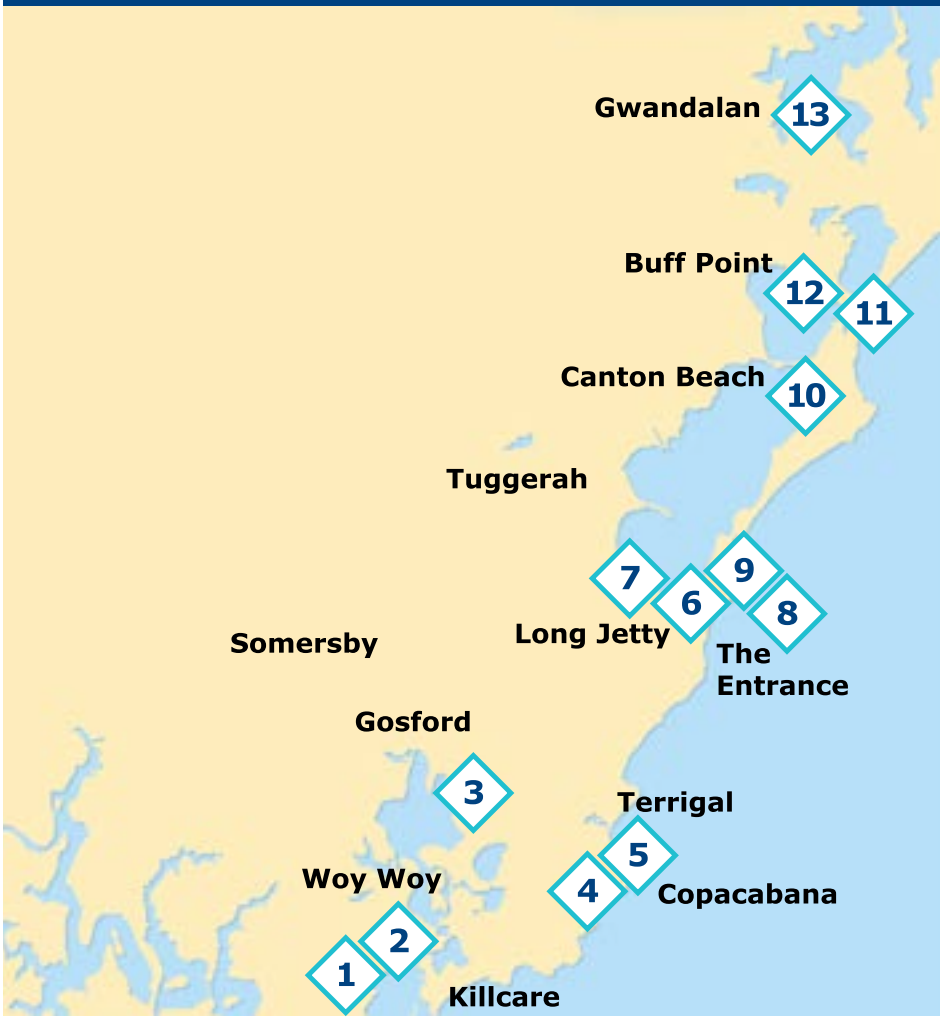 Gwandalan
13
Buff Point
12
11
Canton Beach
10
Tuggerah
9
7
6
8
Long Jetty
Somersby
The
Entrance
Gosford
3
Terrigal
5
Woy Woy
4
Copacabana
2
1
Killcare